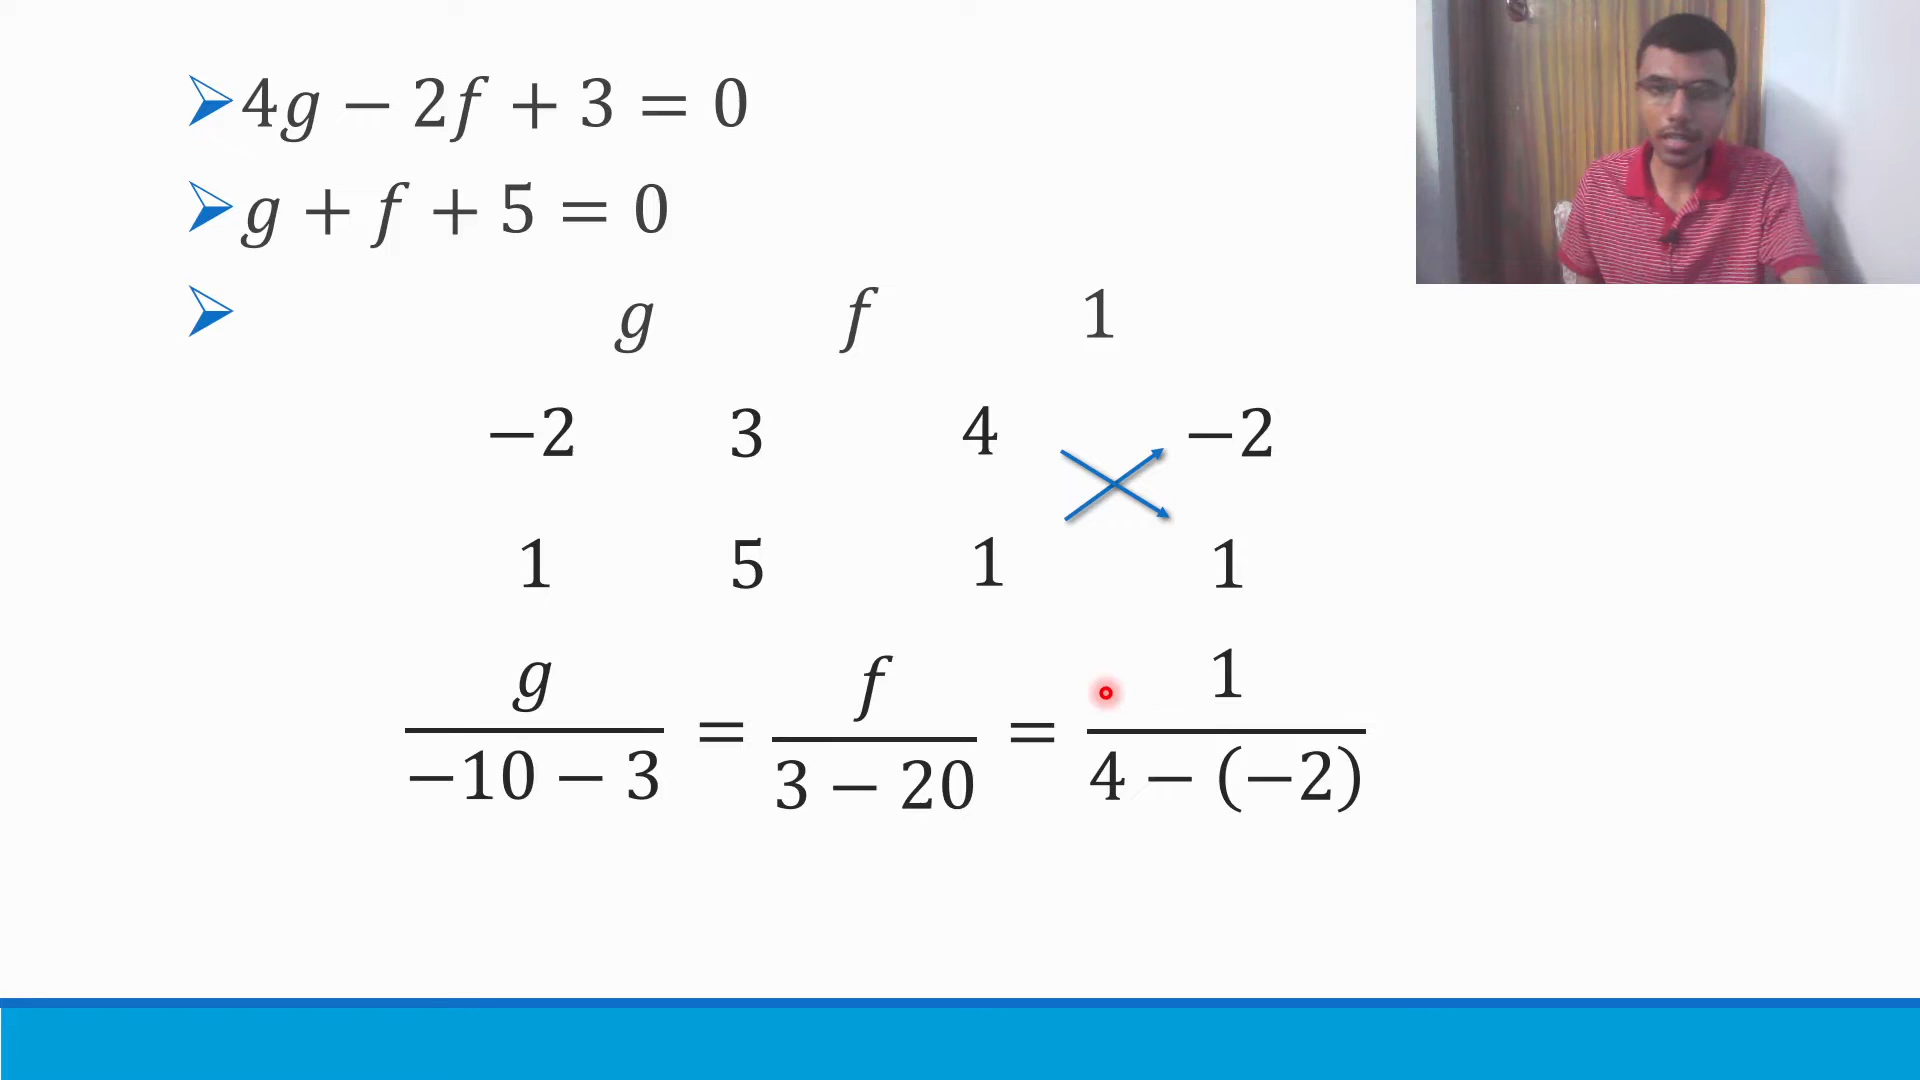 4g − 2f + 3 = 0
g + f + 5 = 0
g f 1
−2 3 4 −2
1 5 1 1
g/(−10 − 3) = f/(3 − 20) = 1/(4 − (−2))